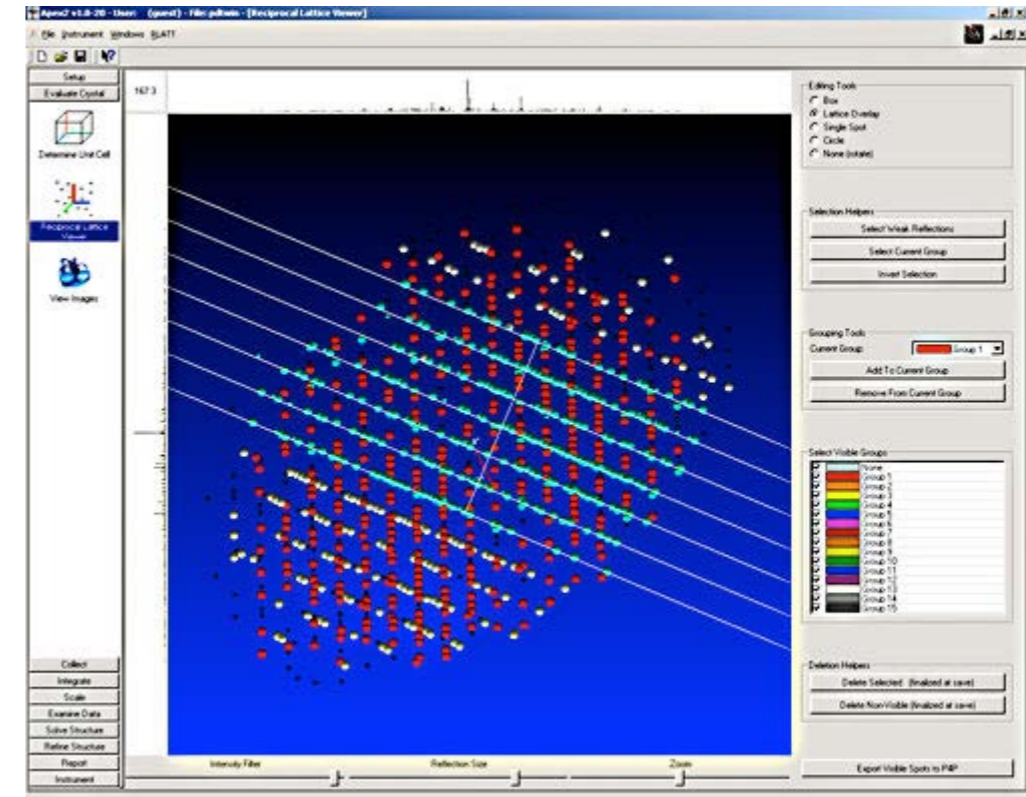 Apex2 v1.0-20 - User: (guest) - File: pdtwin - [Reciprocal Lattice Viewer]
File Instrument Windows BLATT
Setup
Evaluate Crystal
Determine Unit Cell
Reciprocal Lattice
Viewer
View Images
Collect
Integrate
Scale
Examine Data
Solve Structure
Refine Structure
Report
Instrument
167.3
Intensity Filter
Reflection Size
Zoom
Editing Tools
Box
Lattice Overlay
Single Spot
Circle
None (rotate)
Selection Helpers
Select Weak Reflections
Select Current Group
Invert Selection
Grouping Tools
Current Group: Group 1
Add To Current Group
Remove From Current Group
Select Visible Groups
None
Group 1
Group 2
Group 3
Group 4
Group 5
Group 6
Group 7
Group 8
Group 9
Group 10
Group 11
Group 12
Group 13
Group 14
Group 15
Deletion Helpers
Delete Selected (finalized at save)
Delete Non-Visible (finalized at save)
Export Visible Spots to P4P